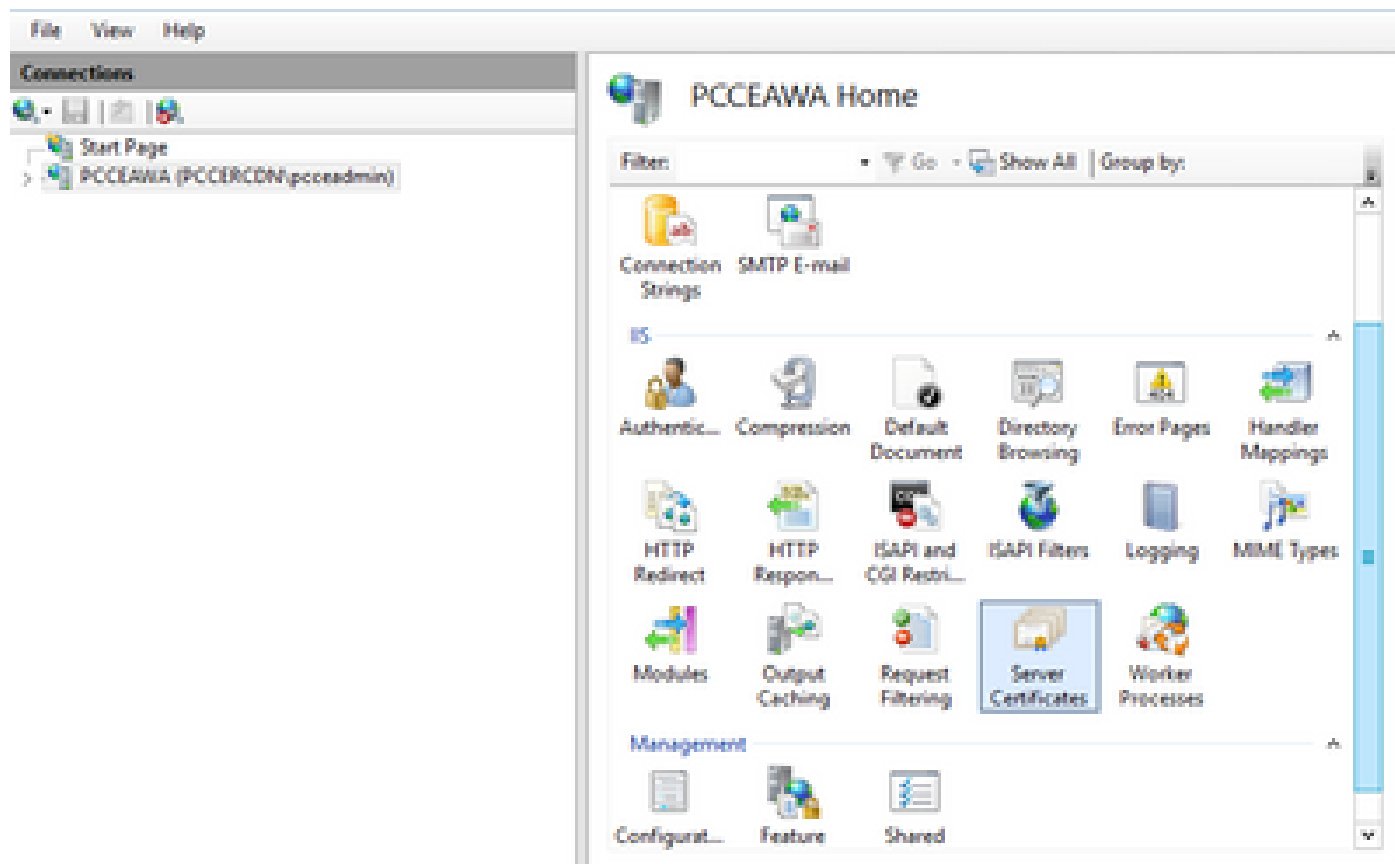 File View Help
Connections
Start Page
PCCEAWA (PCCERCDN\pcceadmin)
PCCEAWA Home
Filter: Go Show All Group by:
Connection Strings
SMTP E-mail
IIS
Authentic...
Compression
Default Document
Directory Browsing
Error Pages
Handler Mappings
HTTP Redirect
HTTP Respon...
ISAPI and CGI Restri...
ISAPI Filters
Logging
MIME Types
Modules
Output Caching
Request Filtering
Server Certificates
Worker Processes
Management
Configurat...
Feature
Shared